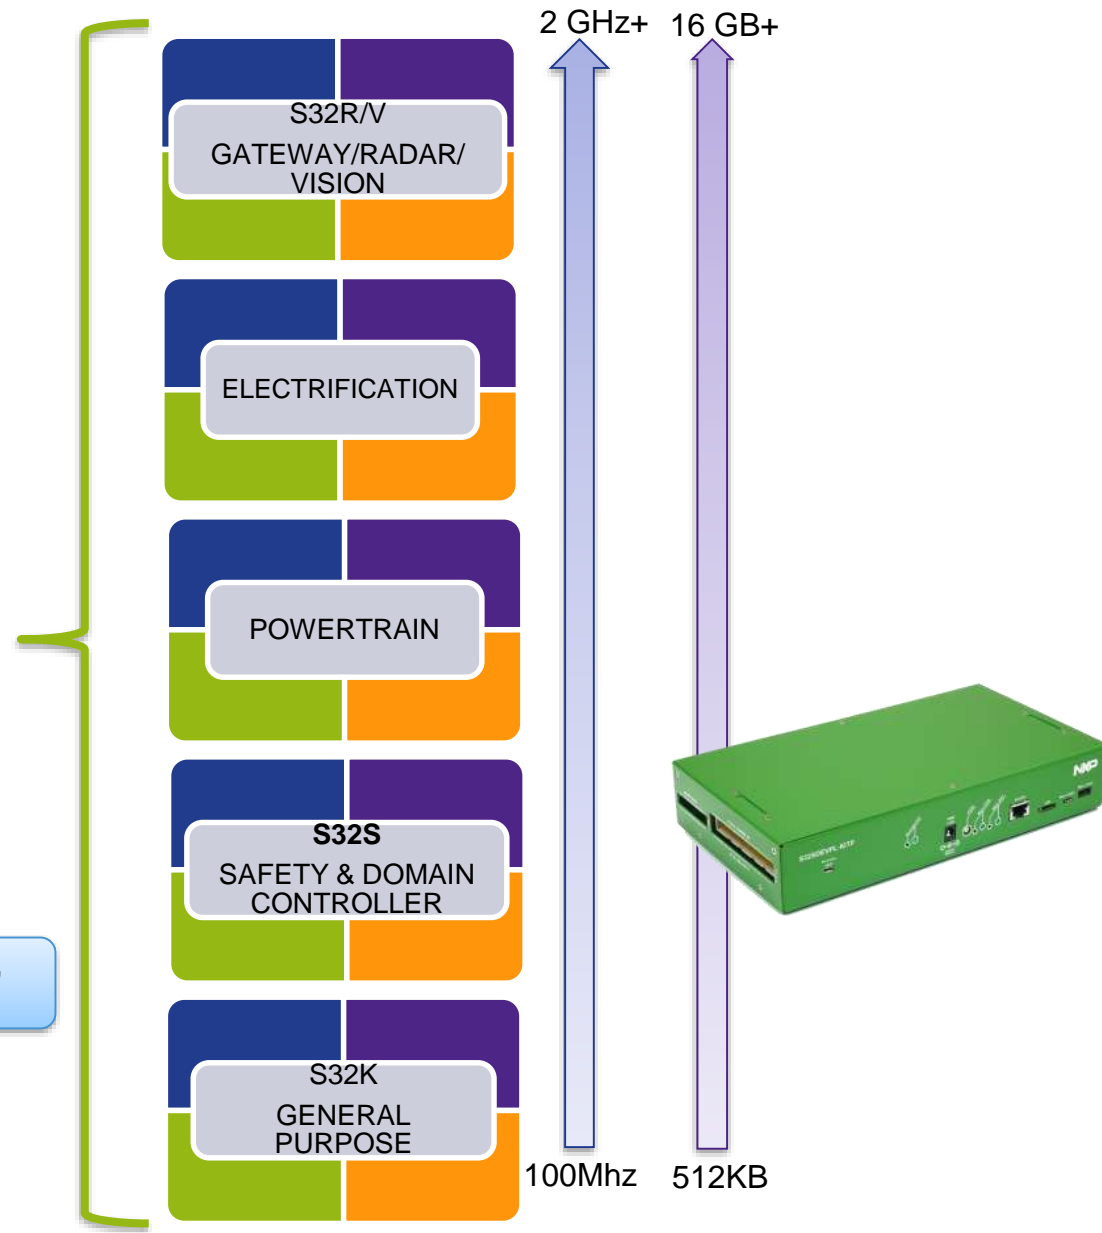 2 GHz+ 16 GB+
S32R/V
GATEWAY/RADAR/
VISION
ELECTRIFICATION
POWERTRAIN
S32S
SAFETY & DOMAIN
CONTROLLER
NXP
S32K
GENERAL
PURPOSE
100Mhz 512KB